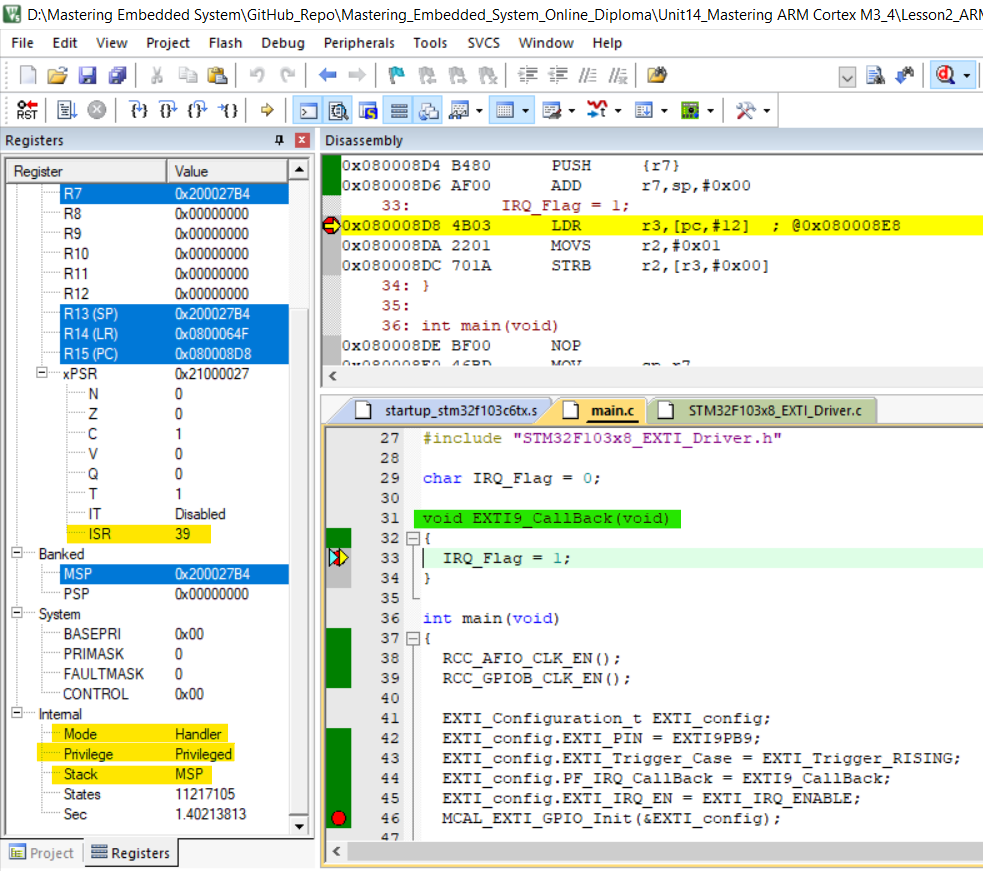 D:\Mastering Embedded System\GitHub_Repo\Mastering_Embedded_System_Online_Diploma\Unit14_Mastering ARM Cortex M3_4\Lesson2_ARM
File Edit View Project Flash Debug Peripherals Tools SVCS Window Help
RST
Registers
Register Value
R7 0x200027B4
R8 0x00000000
R9 0x00000000
R10 0x00000000
R11 0x00000000
R12 0x00000000
R13 (SP) 0x200027B4
R14 (LR) 0x0800064F
R15 (PC) 0x080008D8
xPSR 0x21000027
N 0
Z 0
C 1
V 0
Q 0
T 1
IT Disabled
ISR 39
Banked
MSP 0x200027B4
PSP 0x00000000
System
BASEPRI 0x00
PRIMASK 0
FAULTMASK 0
CONTROL 0x00
Internal
Mode Handler
Privilege Privileged
Stack MSP
States 11217105
Sec 1.40213813
Project Registers
Disassembly
0x080008D4 B480 PUSH {r7}
0x080008D6 AF00 ADD r7,sp,#0x00
33: IRQ_Flag = 1;
0x080008D8 4B03 LDR r3,[pc,#12] ; @0x080008E8
0x080008DA 2201 MOVS r2,#0x01
0x080008DC 701A STRB r2,[r3,#0x00]
34: }
35:
36: int main(void)
0x080008DE BF00 NOP
0x080008E0 46BD MOV sp,r7
startup_stm32f103c6tx.s main.c STM32F103x8_EXTI_Driver.c
27 #include "STM32F103x8_EXTI_Driver.h"
28
29 char IRQ_Flag = 0;
30
31 void EXTI9_CallBack(void)
32 {
33 IRQ_Flag = 1;
34 }
35
36 int main(void)
37 {
38 RCC_AFIO_CLK_EN();
39 RCC_GPIOB_CLK_EN();
40
41 EXTI_Configuration_t EXTI_config;
42 EXTI_config.EXTI_PIN = EXTI9PB9;
43 EXTI_config.EXTI_Trigger_Case = EXTI_Trigger_RISING;
44 EXTI_config.PF_IRQ_CallBack = EXTI9_CallBack;
45 EXTI_config.EXTI_IRQ_EN = EXTI_IRQ_ENABLE;
46 MCAL_EXTI_GPIO_Init(&EXTI_config);
47